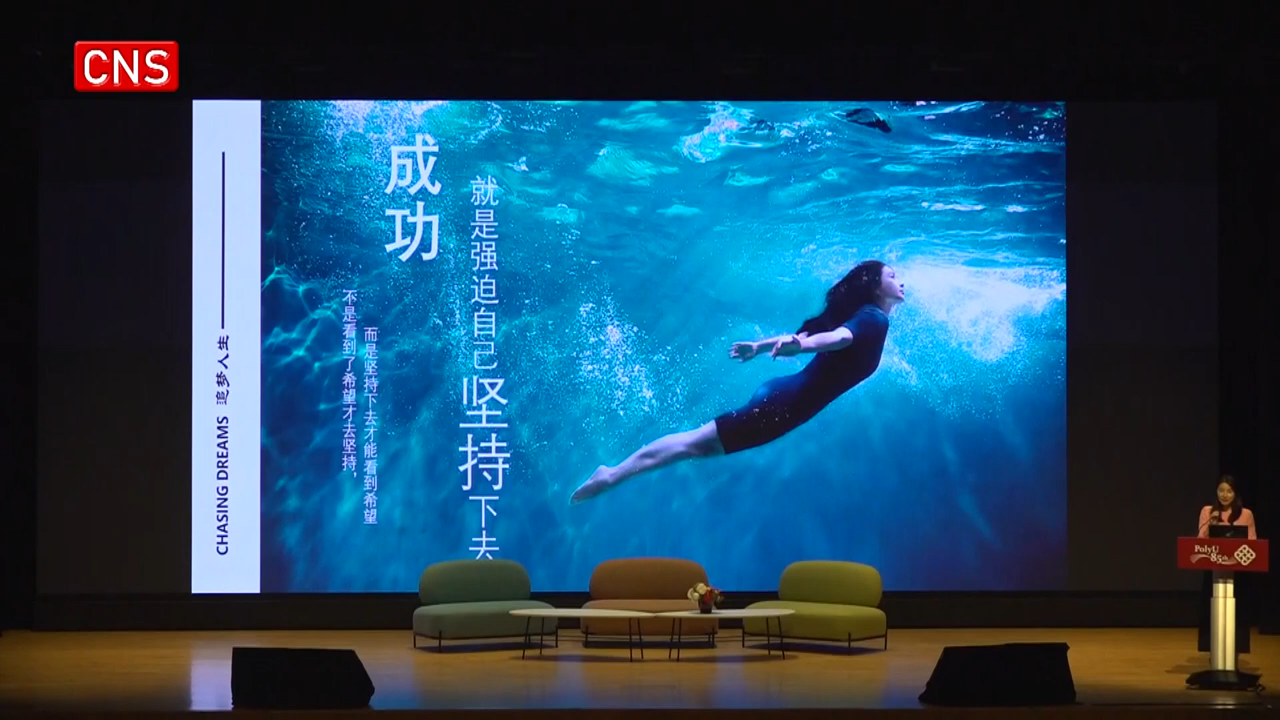 CNS
成功
就是强迫自己坚持下去
不是看到了希望才去坚持，
而是坚持下去才能看到希望
CHASING DREAMS 追梦人生
PolyU
85th